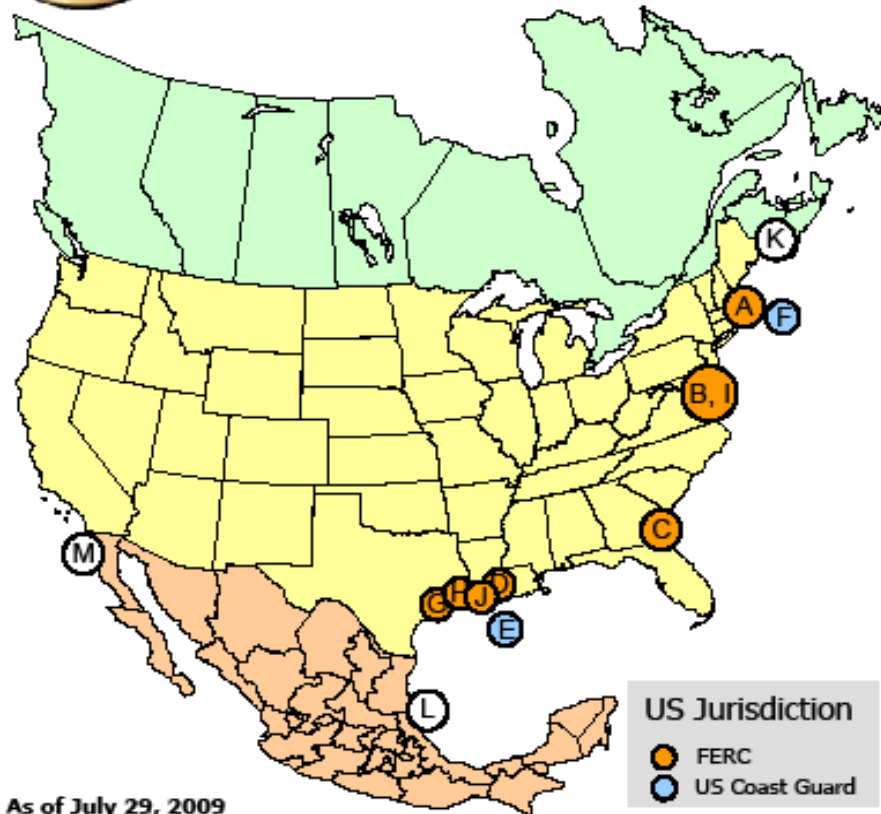 K
A
F
B, I
C
M
D
H
J
G
E
L
US Jurisdiction
FERC
US Coast Guard
As of July 29, 2009